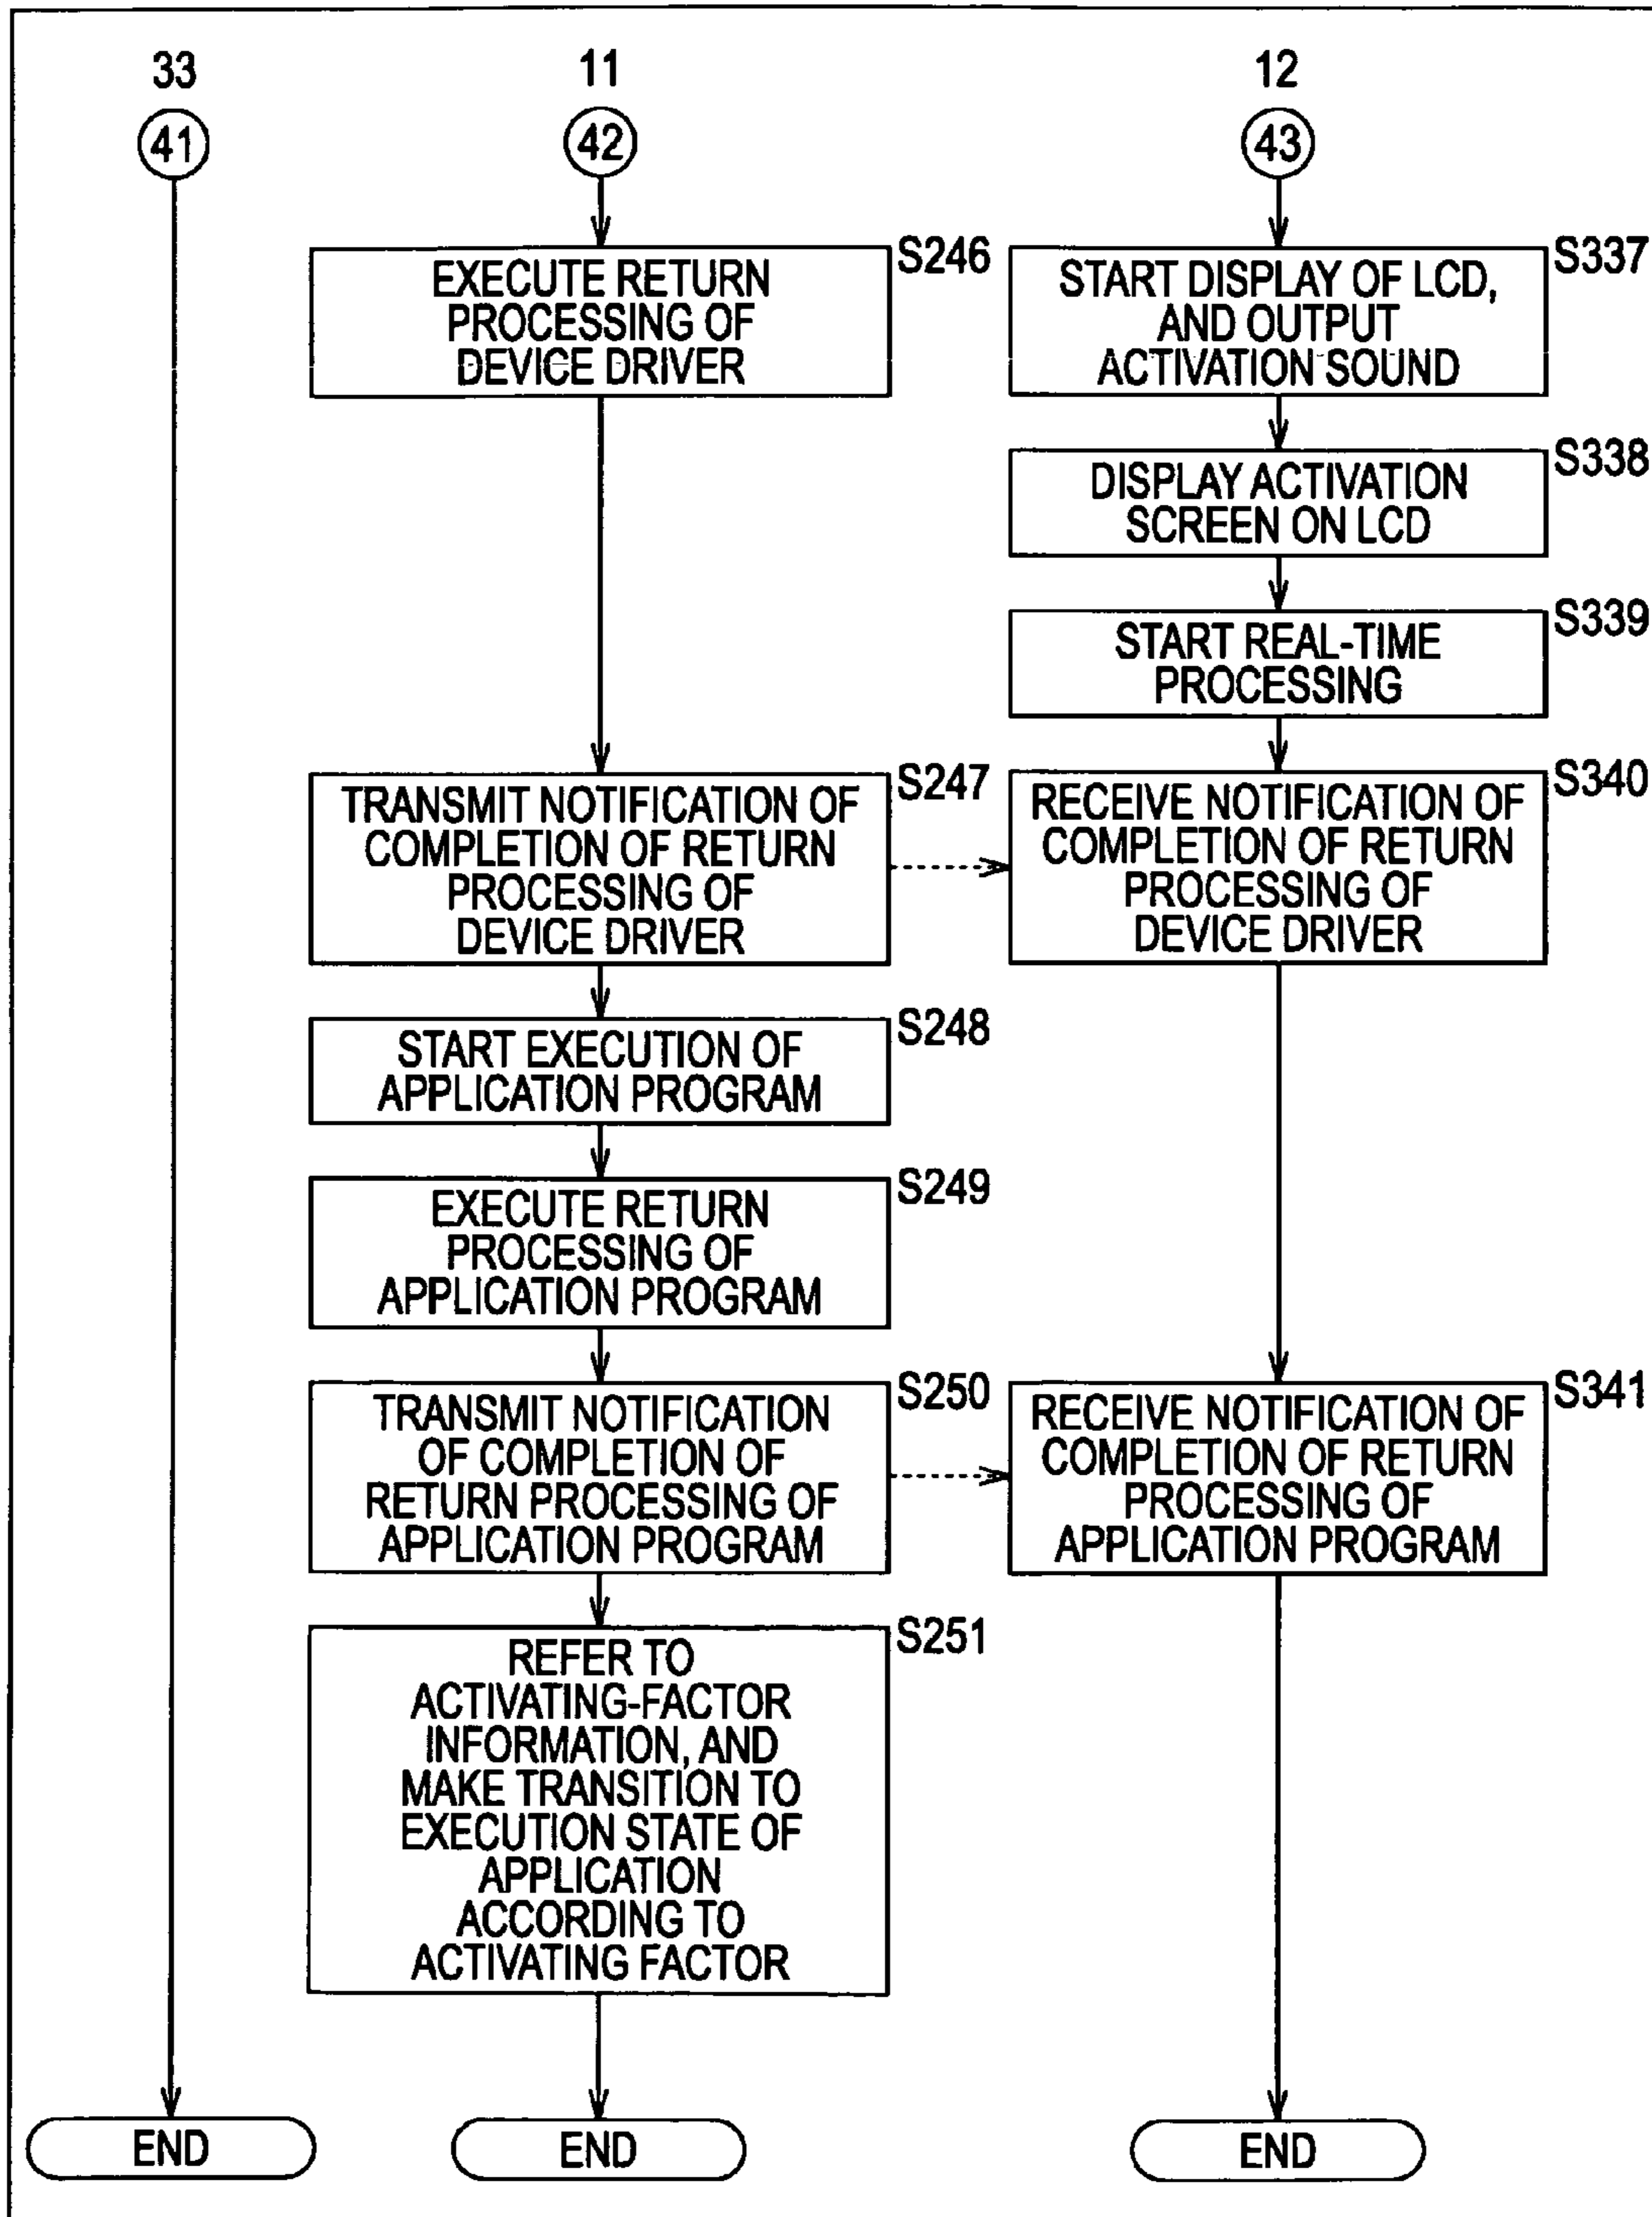 33
11
12
41
42
43
S246
EXECUTE RETURN
PROCESSING OF
DEVICE DRIVER
S337
START DISPLAY OF LCD,
AND OUTPUT
ACTIVATION SOUND
S338
DISPLAY ACTIVATION
SCREEN ON LCD
S339
START REAL-TIME
PROCESSING
S247
TRANSMIT NOTIFICATION OF
COMPLETION OF RETURN
PROCESSING OF
DEVICE DRIVER
S340
RECEIVE NOTIFICATION OF
COMPLETION OF RETURN
PROCESSING OF
DEVICE DRIVER
S248
START EXECUTION OF
APPLICATION PROGRAM
S249
EXECUTE RETURN
PROCESSING OF
APPLICATION PROGRAM
S250
TRANSMIT NOTIFICATION
OF COMPLETION OF
RETURN PROCESSING OF
APPLICATION PROGRAM
S341
RECEIVE NOTIFICATION OF
COMPLETION OF RETURN
PROCESSING OF
APPLICATION PROGRAM
S251
REFER TO
ACTIVATING-FACTOR
INFORMATION, AND
MAKE TRANSITION TO
EXECUTION STATE OF
APPLICATION
ACCORDING TO
ACTIVATING FACTOR
END
END
END